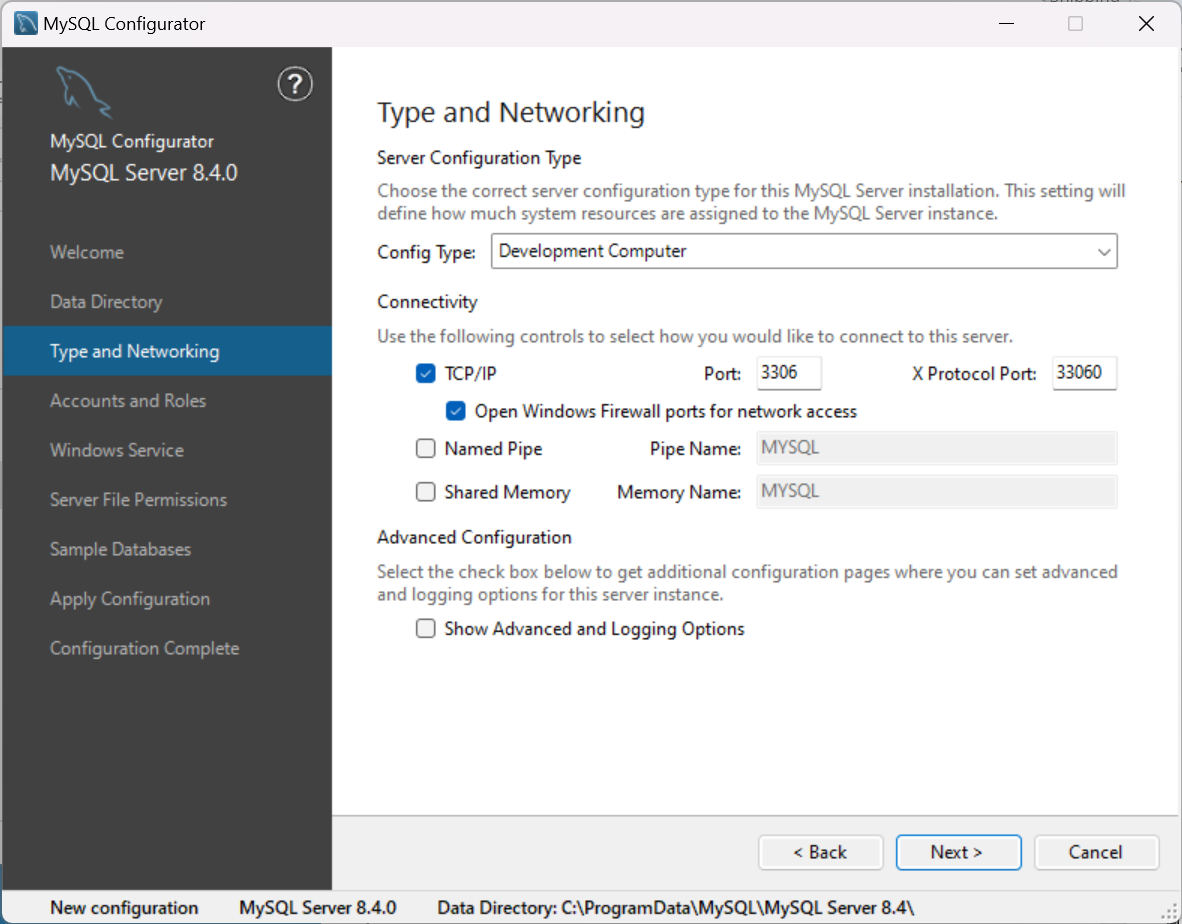 MySQL Configurator
?
MySQL Configurator
MySQL Server 8.4.0
Welcome
Data Directory
Type and Networking
Accounts and Roles
Windows Service
Server File Permissions
Sample Databases
Apply Configuration
Configuration Complete
Type and Networking
Server Configuration Type
Choose the correct server configuration type for this MySQL Server installation. This setting will
define how much system resources are assigned to the MySQL Server instance.
Config Type: Development Computer
Connectivity
Use the following controls to select how you would like to connect to this server.
TCP/IP Port: 3306 X Protocol Port: 33060
Open Windows Firewall ports for network access
Named Pipe Pipe Name: MYSQL
Shared Memory Memory Name: MYSQL
Advanced Configuration
Select the check box below to get additional configuration pages where you can set advanced
and logging options for this server instance.
Show Advanced and Logging Options
< Back Next > Cancel
New configuration MySQL Server 8.4.0 Data Directory: C:\ProgramData\MySQL\MySQL Server 8.4\